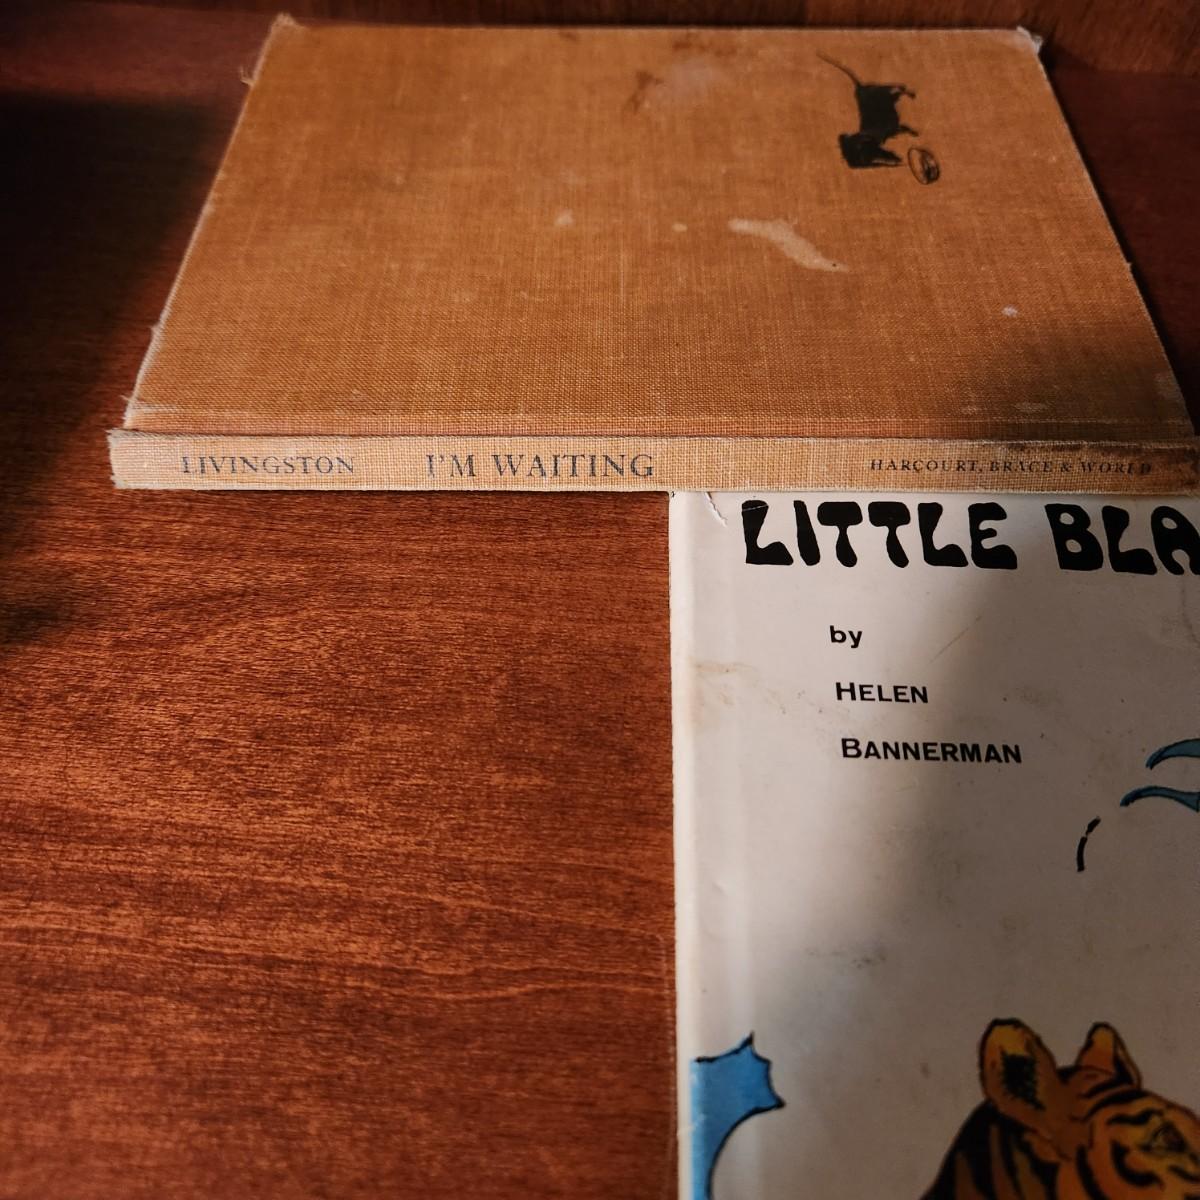 LIVINGSTON I'M WAITING HARCOURT, BRACE & WORLD
LITTLE BLA
by
HELEN
BANNERMAN